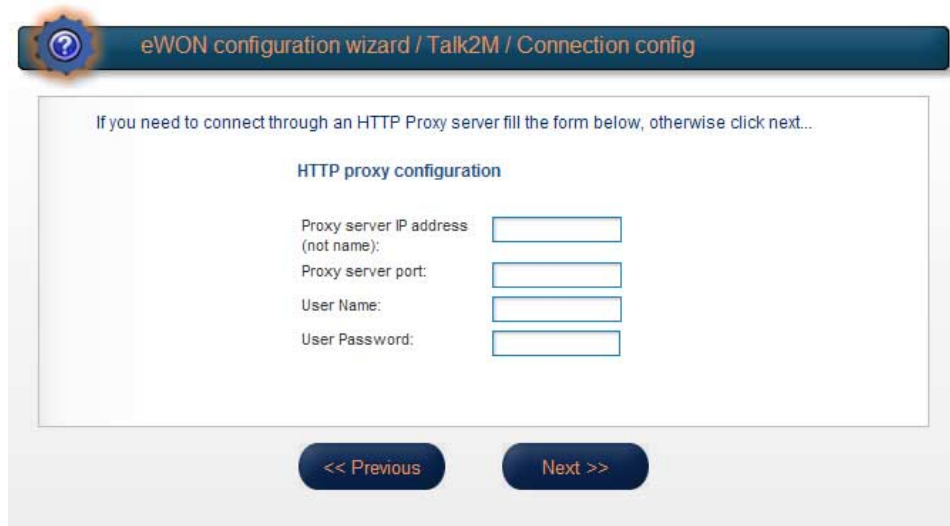 eWON configuration wizard / Talk2M / Connection config
If you need to connect through an HTTP Proxy server fill the form below, otherwise click next...
HTTP proxy configuration
Proxy server IP address
(not name):
Proxy server port:
User Name:
User Password:
<< Previous
Next >>